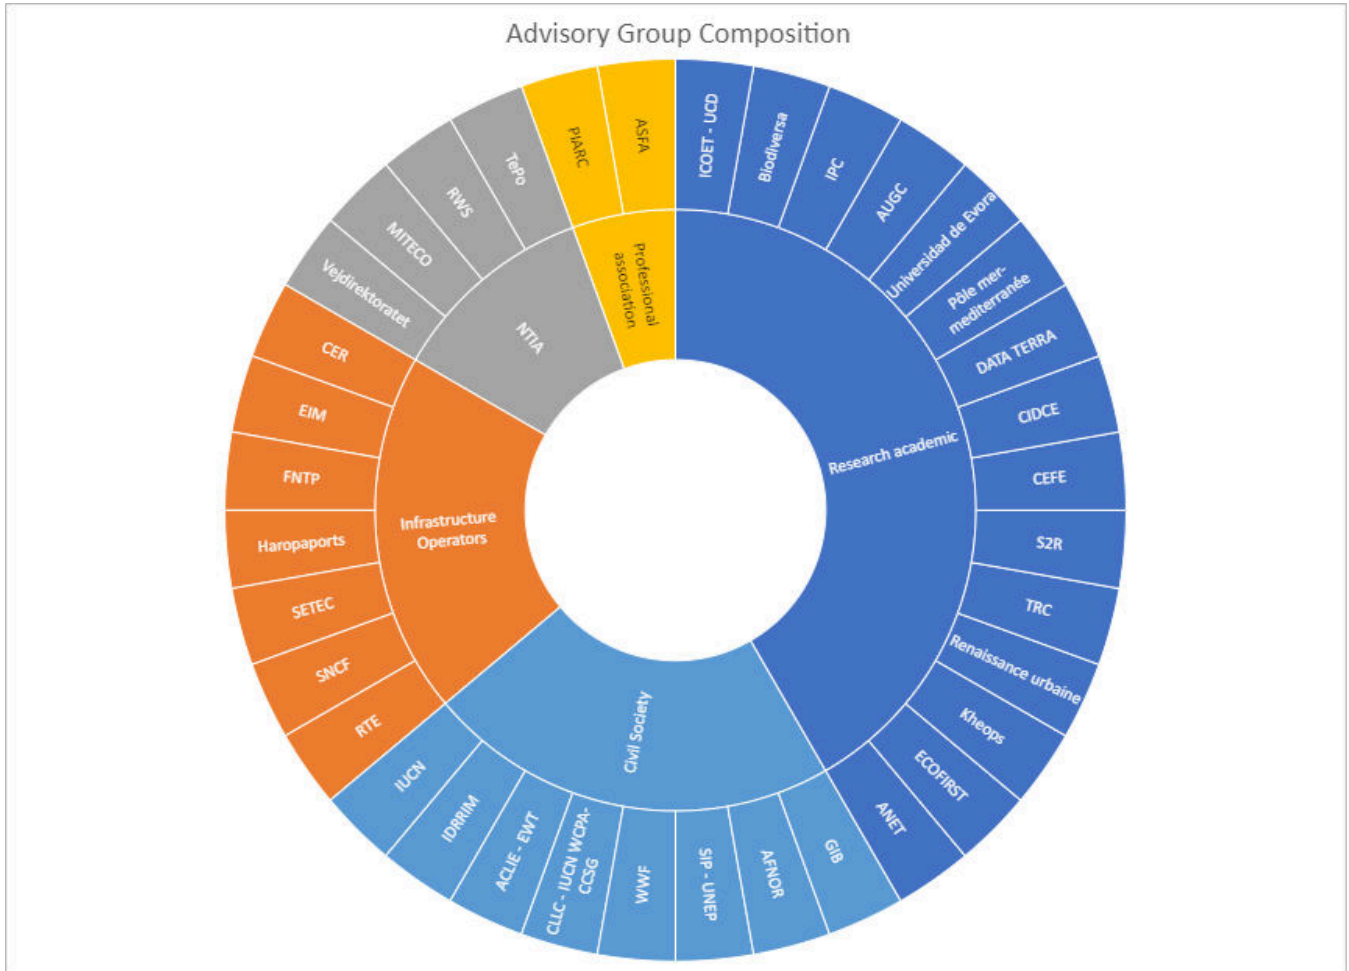 Advisory Group Composition
ICOET - UCD
Biodiversa
IPC
AUGC
Universidad de Evora
Pôle mer-
mediterranée
DATA TERRA
CIDCE
CEFE
S2R
TRC
Renaissance urbaine
Kheops
ECOFIRST
ANET
Research academic
GIB
AFNOR
SIP - UNEP
WWF
CLLC - IUCN WCPA-
CCSG
ACLIE - EWT
IDRRIM
IUCN
Civil Society
RTE
SNCF
SETEC
Haropaports
FNTP
EIM
CER
Infrastructure
Operators
Vejdirektoratet
MITECO
RWS
TePo
NTIA
PIARC
ASFA
Professional
association